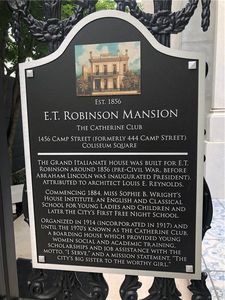 Est. 1856
E.T. Robinson Mansion
The Catherine Club
1456 Camp Street (formerly 444 Camp Street)
Coliseum Square
The Grand Italianate house was built for E.T.
Robinson around 1856 (pre-Civil War, before
Abraham Lincoln was inaugurated President).
Attributed to architect Louis E. Reynolds.
Commencing 1884, Miss Sophie B. Wright's
Home Institute, an English and Classical
School for Young Ladies and Children and
later the City's First Free Night School.
Organized in 1914 (incorporated in 1917) and
until the 1970's known as the Catherine Club,
a boarding house which provided young
women social and academic training,
scholarships and job assistance with the
motto, "I Serve," and a mission statement, "The
city's big sister to the worthy girl."